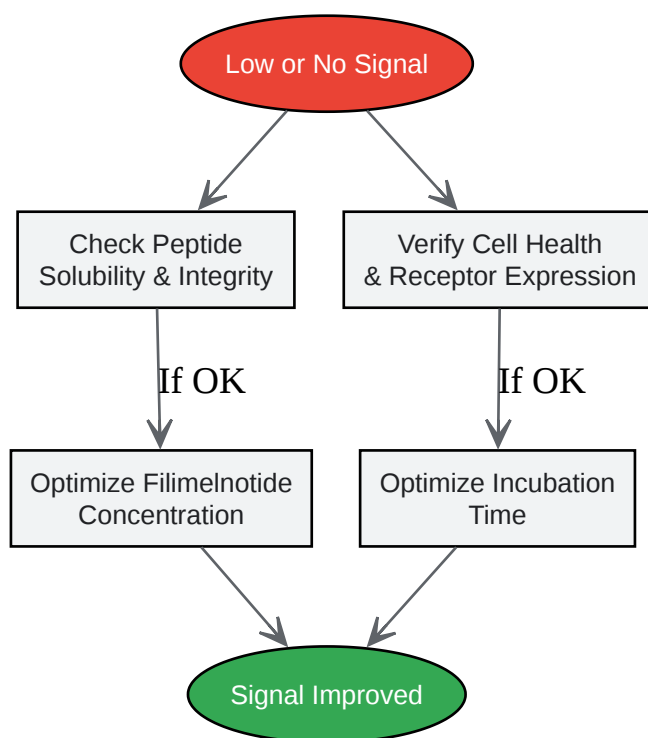 Low or No Signal
Check Peptide
Solubility & Integrity
Verify Cell Health
& Receptor Expression
If OK
If OK
Optimize Filimelnotide
Concentration
Optimize Incubation
Time
Signal Improved